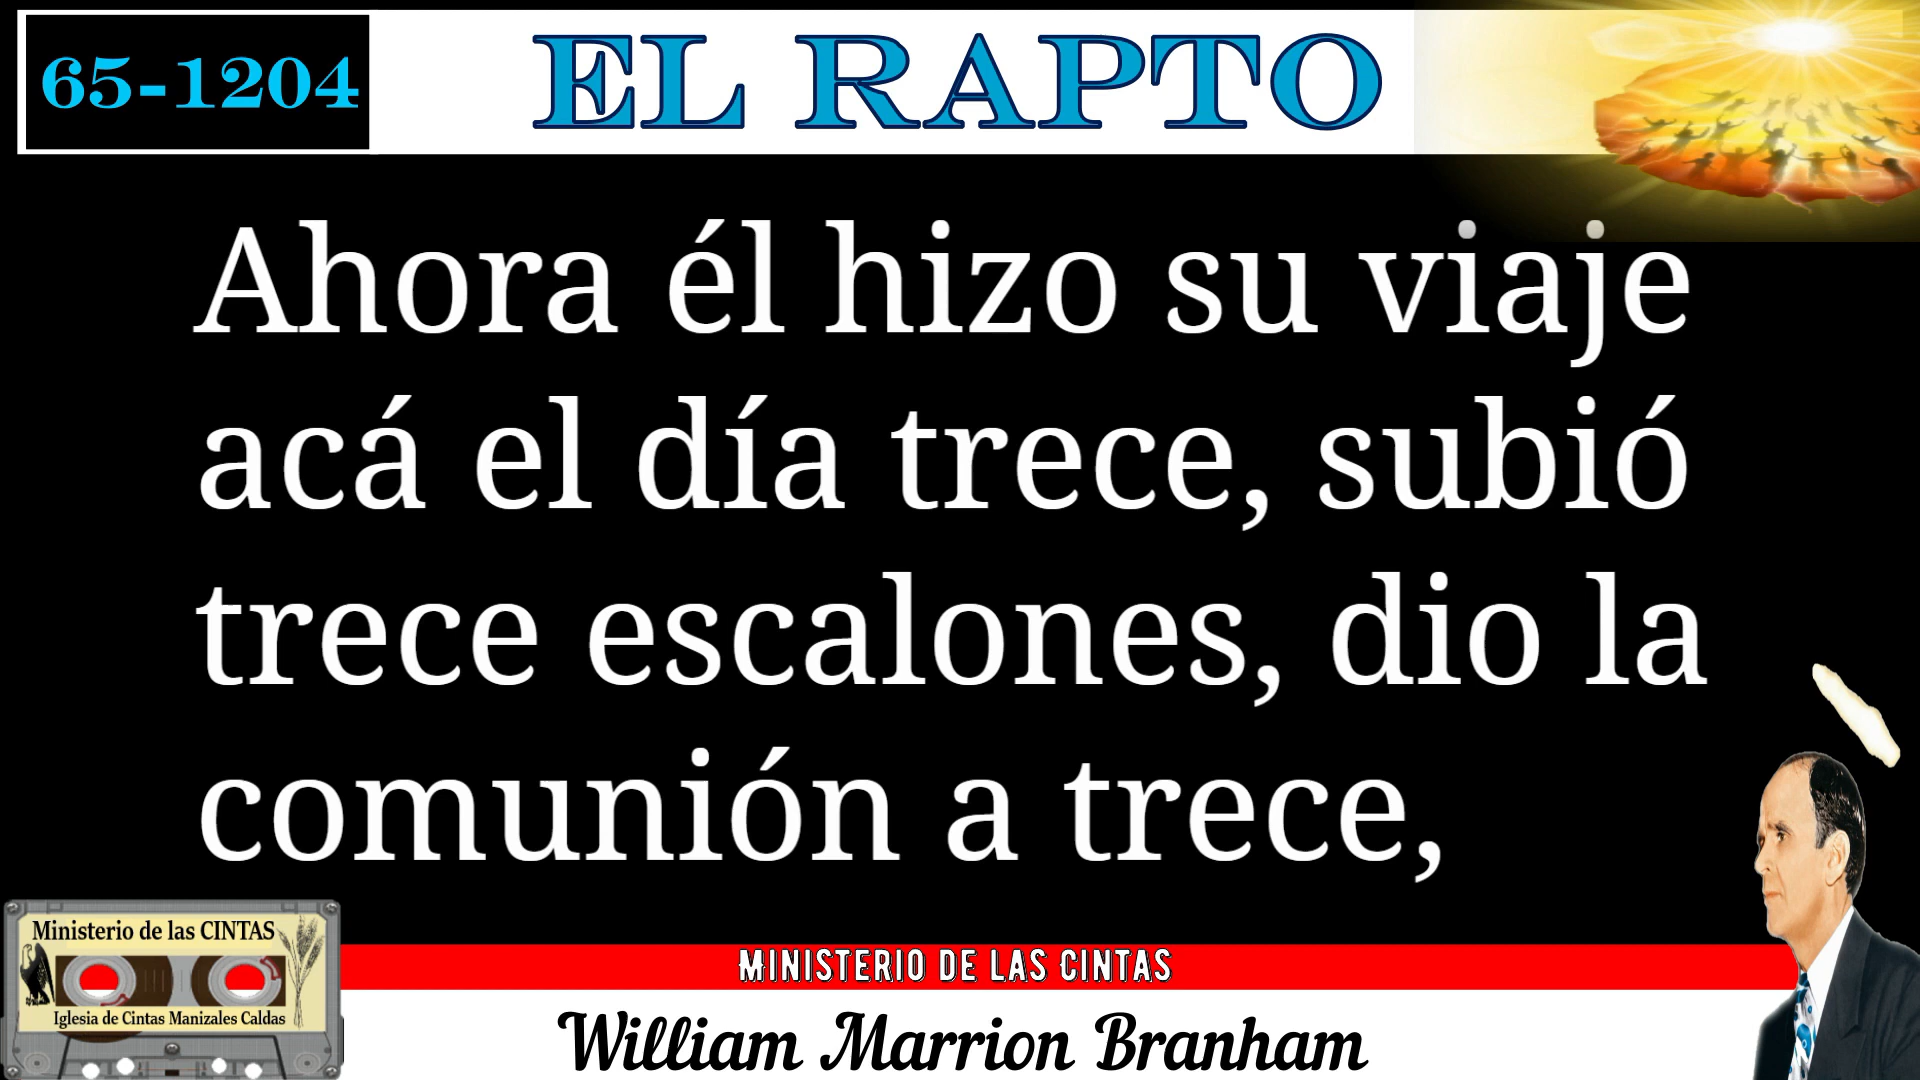 65-1204
EL RAPTO
Ahora él hizo su viaje
acá el día trece, subió
trece escalones, dio la
comunión a trece,
Ministerio de las CINTAS
Iglesia de Cintas Manizales Caldas
MINISTERIO DE LAS CINTAS
William Marrion Branham